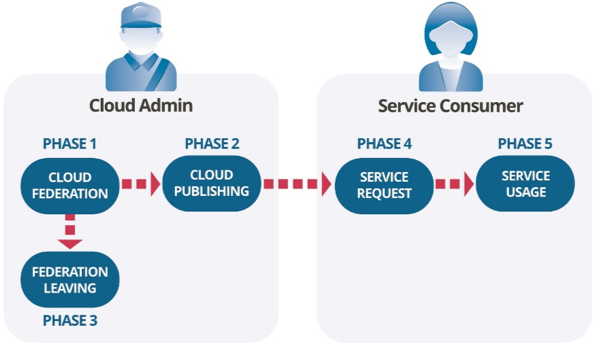 Cloud Admin
Service Consumer
PHASE 1
PHASE 2
PHASE 4
PHASE 5
CLOUD
FEDERATION
CLOUD
PUBLISHING
SERVICE
REQUEST
SERVICE
USAGE
FEDERATION
LEAVING
PHASE 3